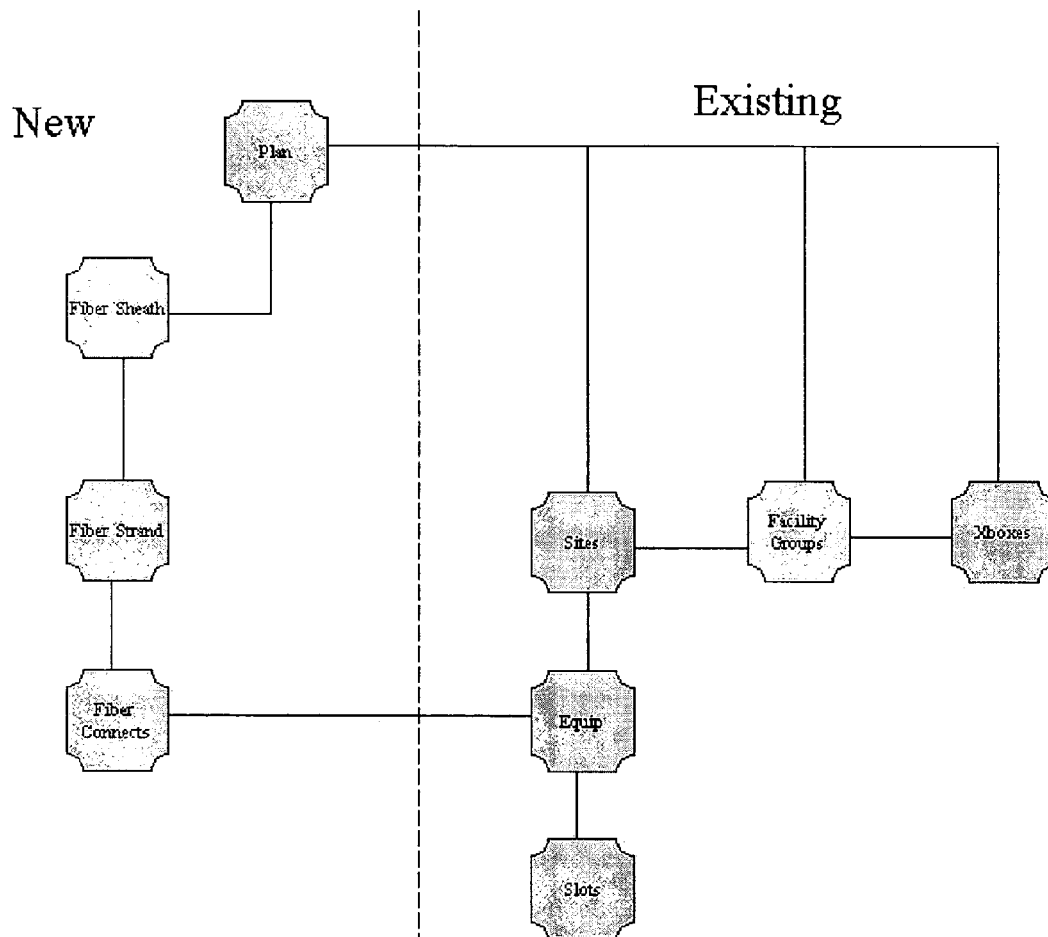 New
Existing
Plan
Fiber Sheath
Fiber Strand
Sites
Facility
Groups
Xboxes
Fiber
Connects
Equip
Slots